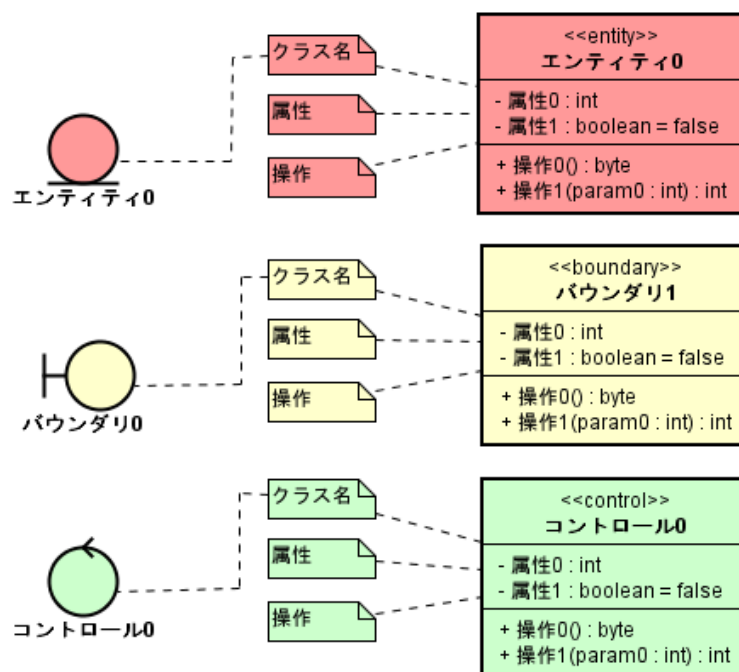 クラス名
属性
操作
エンティティ0
<<entity>>
エンティティ0
- 属性0 : int
- 属性1 : boolean = false
+ 操作0() : byte
+ 操作1(param0 : int) : int
クラス名
属性
操作
バウンダリ0
<<boundary>>
バウンダリ1
- 属性0 : int
- 属性1 : boolean = false
+ 操作0() : byte
+ 操作1(param0 : int) : int
クラス名
属性
操作
コントロール0
<<control>>
コントロール0
- 属性0 : int
- 属性1 : boolean = false
+ 操作0() : byte
+ 操作1(param0 : int) : int